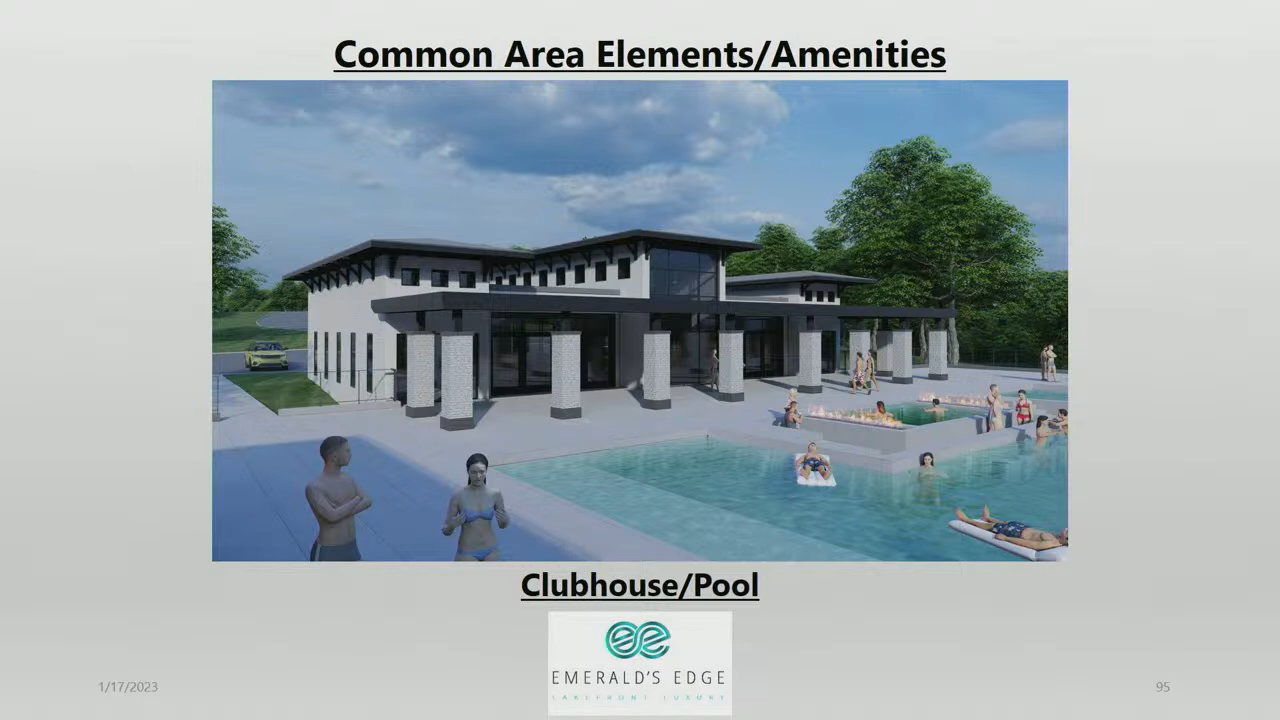 Common Area Elements/Amenities
Clubhouse/Pool
EMERALD'S EDGE
LAKEFRONT LUXURY
1/17/2023
95